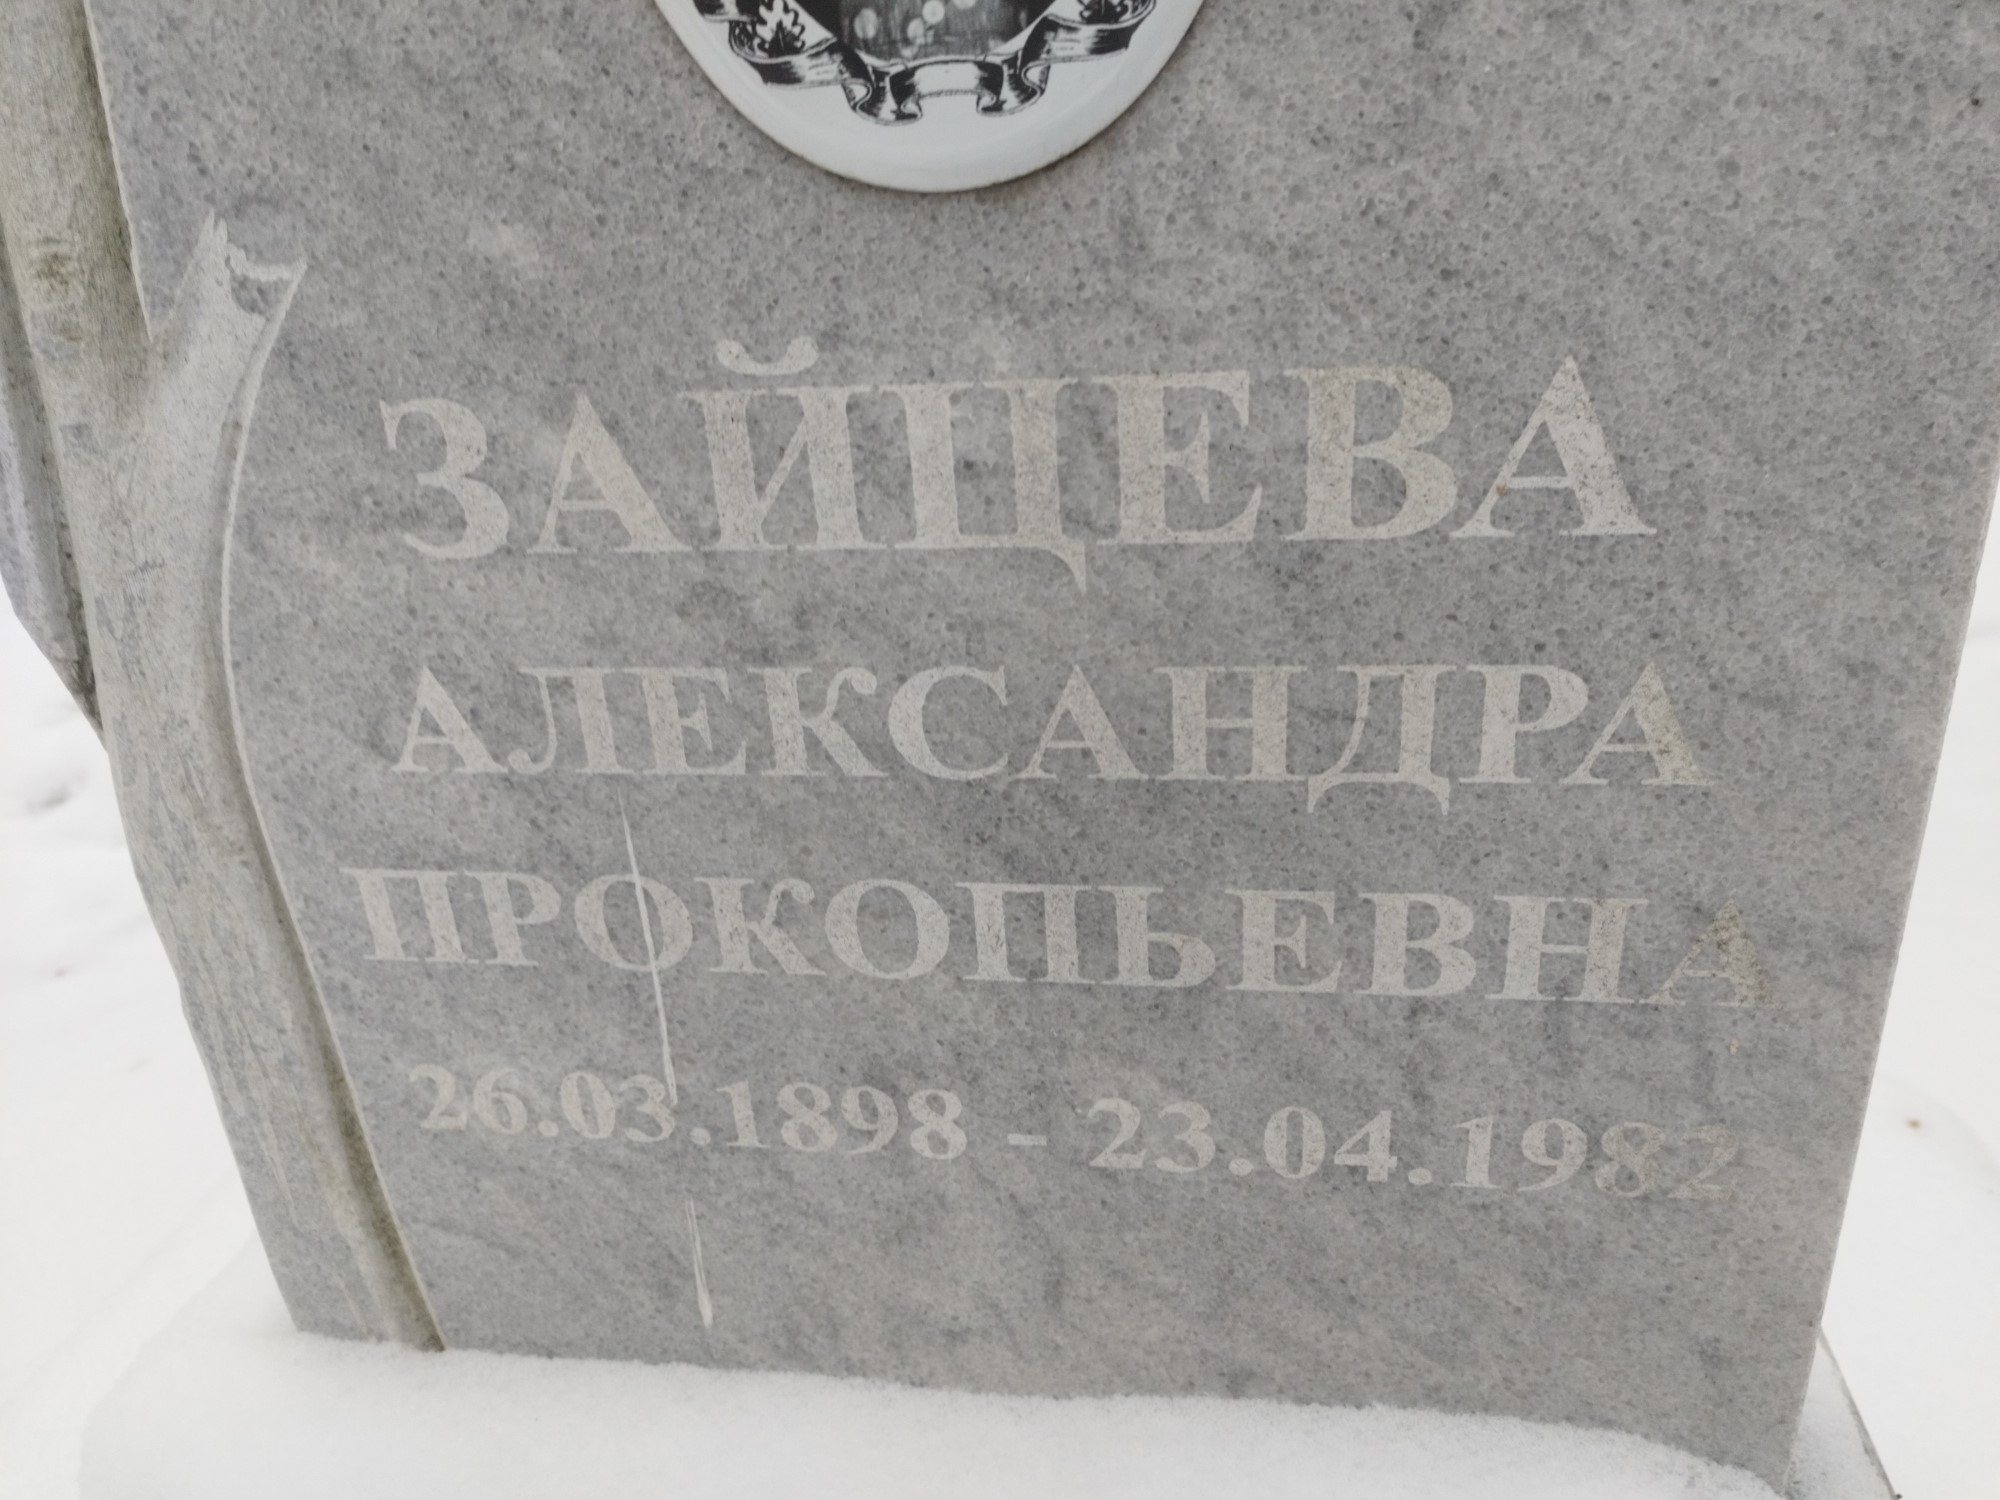 ЗАЙЦЕВА
АЛЕКСАНДРА
ПРОКОПЬЕВНА
26.03.1898 - 23.04.1982